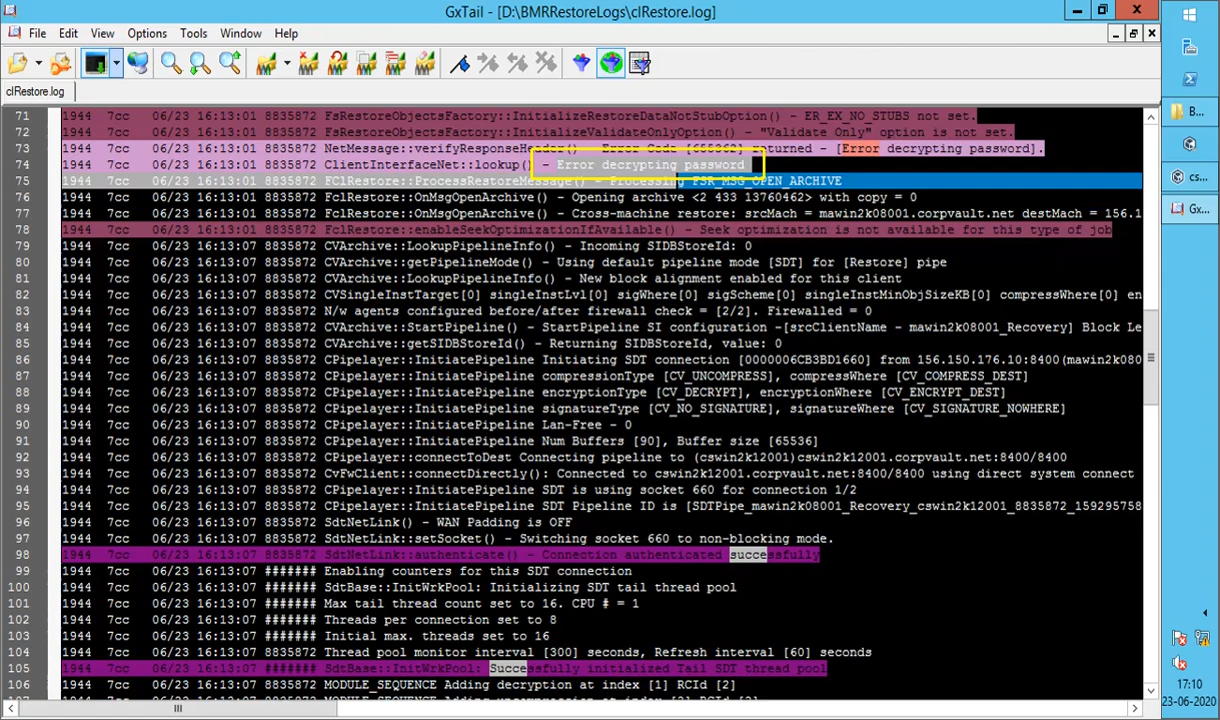 GxTail - [D:\BMRRestoreLogs\clRestore.log]
File Edit View Options Tools Window Help
clRestore.log
71 1944 7cc 06/23 16:13:01 8835872 FsRestoreObjectsFactory::InitializeRestoreDataNotStubOption() - ER_EX_NO_STUBS not set.
72 1944 7cc 06/23 16:13:01 8835872 FsRestoreObjectsFactory::InitializeValidateOnlyOption() - "Validate Only" option is not set.
73 1944 7cc 06/23 16:13:01 8835872 NetMessage::verifyResponseHeader() - Error Code [655362] returned - [Error decrypting password].
74 1944 7cc 06/23 16:13:01 8835872 ClientInterfaceNet::lookup() - Error decrypting password
75 1944 7cc 06/23 16:13:01 8835872 FClRestore::ProcessRestoreMessage() - Processing FSR_MSG_OPEN_ARCHIVE
76 1944 7cc 06/23 16:13:07 8835872 FclRestore::OnMsgOpenArchive() - Opening archive <2 433 13760462> with copy = 0
77 1944 7cc 06/23 16:13:07 8835872 FclRestore::OnMsgOpenArchive() - Cross-machine restore: srcMach = mawin2k08001.corpvault.net destMach = 156.1
78 1944 7cc 06/23 16:13:07 8835872 FclRestore::enableSeekOptimizationIfAvailable() - Seek optimization is not available for this type of job
79 1944 7cc 06/23 16:13:07 8835872 CVArchive::LookupPipelineInfo() - Incoming SIDBStoreId: 0
80 1944 7cc 06/23 16:13:07 8835872 CVArchive::getPipelineMode() - Using default pipeline mode [SDT] for [Restore] pipe
81 1944 7cc 06/23 16:13:07 8835872 CVArchive::LookupPipelineInfo() - New block alignment enabled for this client
82 1944 7cc 06/23 16:13:07 8835872 CVSingleInstTarget[0] singleInstLvl[0] sigWhere[0] sigScheme[0] singleInstMinObjSizeKB[0] compressWhere[0] en
83 1944 7cc 06/23 16:13:07 8835872 N/w agents configured before/after firewall check = [2/2]. Firewalled = 0
84 1944 7cc 06/23 16:13:07 8835872 CVArchive::StartPipeline() - StartPipeline SI configuration -[srcClientName - mawin2k08001_Recovery] Block Le
85 1944 7cc 06/23 16:13:07 8835872 CVArchive::getSIDBStoreId() - Returning SIDBStoreId, value: 0
86 1944 7cc 06/23 16:13:07 8835872 CPipelayer::InitiatePipeline Initiating SDT connection [0000006CB3BD1660] from 156.150.176.10:8400(mawin2k080
87 1944 7cc 06/23 16:13:07 8835872 CPipelayer::InitiatePipeline compressionType [CV_UNCOMPRESS], compressWhere [CV_COMPRESS_DEST]
88 1944 7cc 06/23 16:13:07 8835872 CPipelayer::InitiatePipeline encryptionType [CV_DECRYPT], encryptionWhere [CV_ENCRYPT_DEST]
89 1944 7cc 06/23 16:13:07 8835872 CPipelayer::InitiatePipeline signatureType [CV_NO_SIGNATURE], signatureWhere [CV_SIGNATURE_NOWHERE]
90 1944 7cc 06/23 16:13:07 8835872 CPipelayer::InitiatePipeline Lan-Free - 0
91 1944 7cc 06/23 16:13:07 8835872 CPipelayer::InitiatePipeline Num Buffers [90], Buffer size [65536]
92 1944 7cc 06/23 16:13:07 8835872 CPipelayer::connectToDest Connecting pipeline to (cswin2k12001)cswin2k12001.corpvault.net:8400/8400
93 1944 7cc 06/23 16:13:07 8835872 CvFwClient::connectDirectly(): Connected to cswin2k12001.corpvault.net:8400/8400 using direct system connect
94 1944 7cc 06/23 16:13:07 8835872 CPipelayer::InitiatePipeline SDT is using socket 660 for connection 1/2
95 1944 7cc 06/23 16:13:07 8835872 CPipelayer::InitiatePipeline SDT Pipeline ID is [SDTPipe_mawin2k08001_Recovery_cswin2k12001_8835872_159295758
96 1944 7cc 06/23 16:13:07 8835872 SdtNetLink() - WAN Padding is OFF
97 1944 7cc 06/23 16:13:07 8835872 SdtNetLink::setSocket() - Switching socket 660 to non-blocking mode.
98 1944 7cc 06/23 16:13:07 8835872 SdtNetLink::authenticate() - Connection authenticated successfully
99 1944 7cc 06/23 16:13:07 ####### Enabling counters for this SDT connection
100 1944 7cc 06/23 16:13:07 ####### SdtBase::InitWrkPool: Initializing SDT tail thread pool
101 1944 7cc 06/23 16:13:07 ####### Max tail thread count set to 16. CPU # = 1
102 1944 7cc 06/23 16:13:07 ####### Threads per connection set to 8
103 1944 7cc 06/23 16:13:07 ####### Initial max. threads set to 16
104 1944 7cc 06/23 16:13:07 ####### Thread pool monitor interval [300] seconds, Refresh interval [60] seconds
105 1944 7cc 06/23 16:13:07 ####### SdtBase::InitWrkPool: Successfully initialized Tail SDT thread pool
106 1944 7cc 06/23 16:13:07 8835872 MODULE_SEQUENCE Adding decryption at index [1] RCId [2]
B...
cs...
Gx...
17:10
23-06-2020